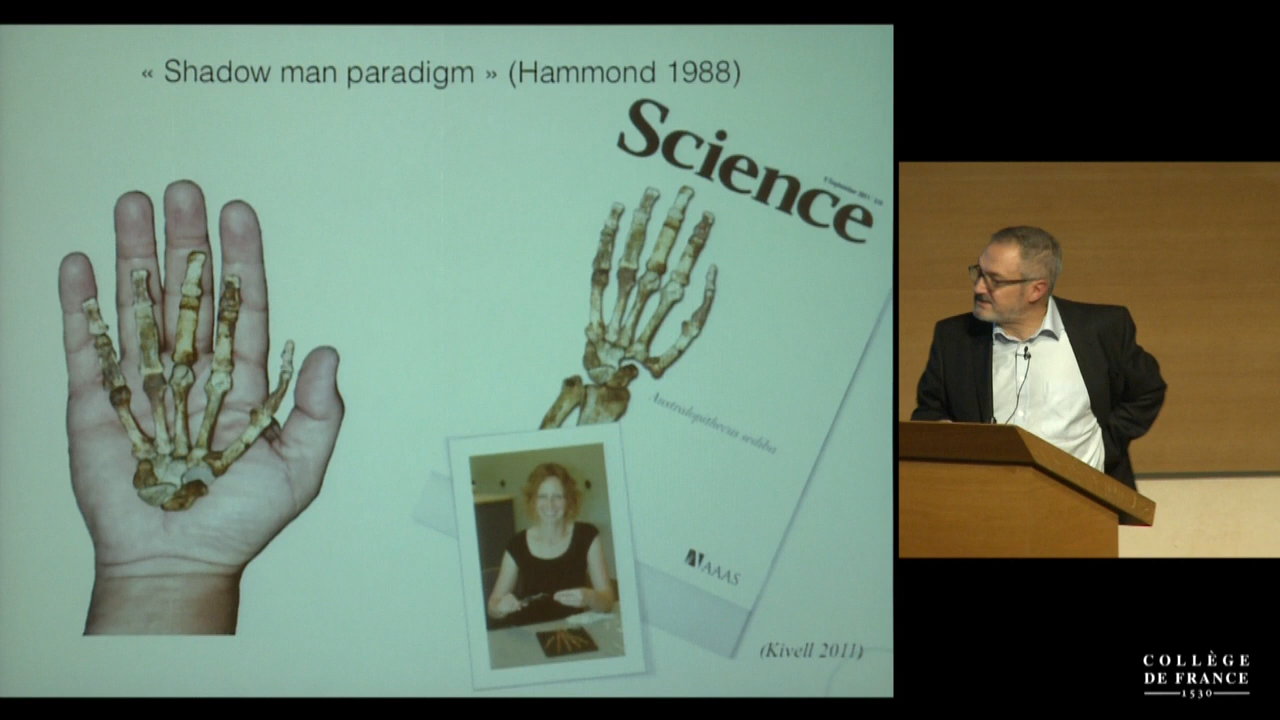 « Shadow man paradigm » (Hammond 1988)
Science
Australopithecus sediba
AAAS
(Kivell 2011)
COLLÈGE
DE FRANCE
1530